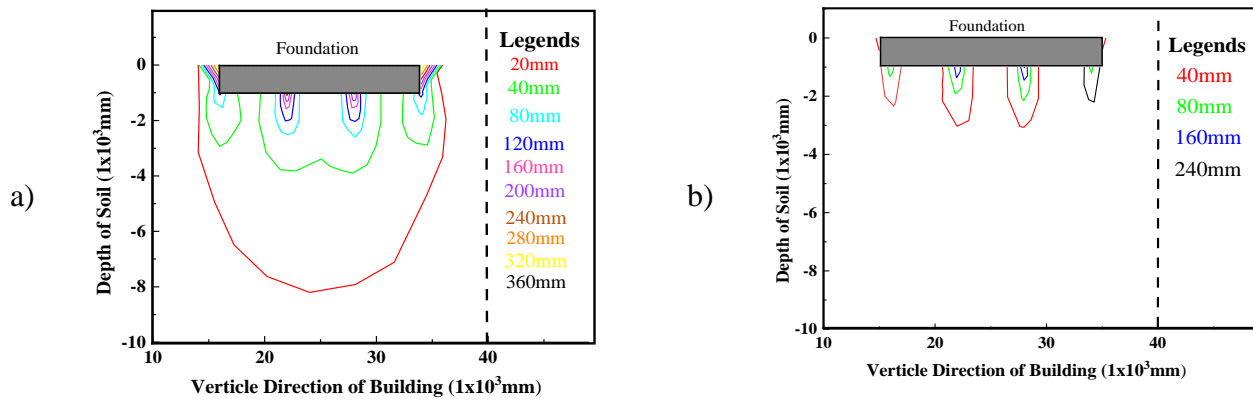 a)
Foundation
Legends
20mm
40mm
80mm
120mm
160mm
200mm
240mm
280mm
320mm
360mm
0
-2
-4
-6
-8
-10
10
20
30
40
Depth of Soil (1x10³mm)
Verticle Direction of Building (1x10³mm)
b)
Foundation
Legends
40mm
80mm
160mm
240mm
0
-2
-4
-6
-8
-10
10
20
30
40
Depth of Soil (1x10³mm)
Verticle Direction of Building (1x10³mm)